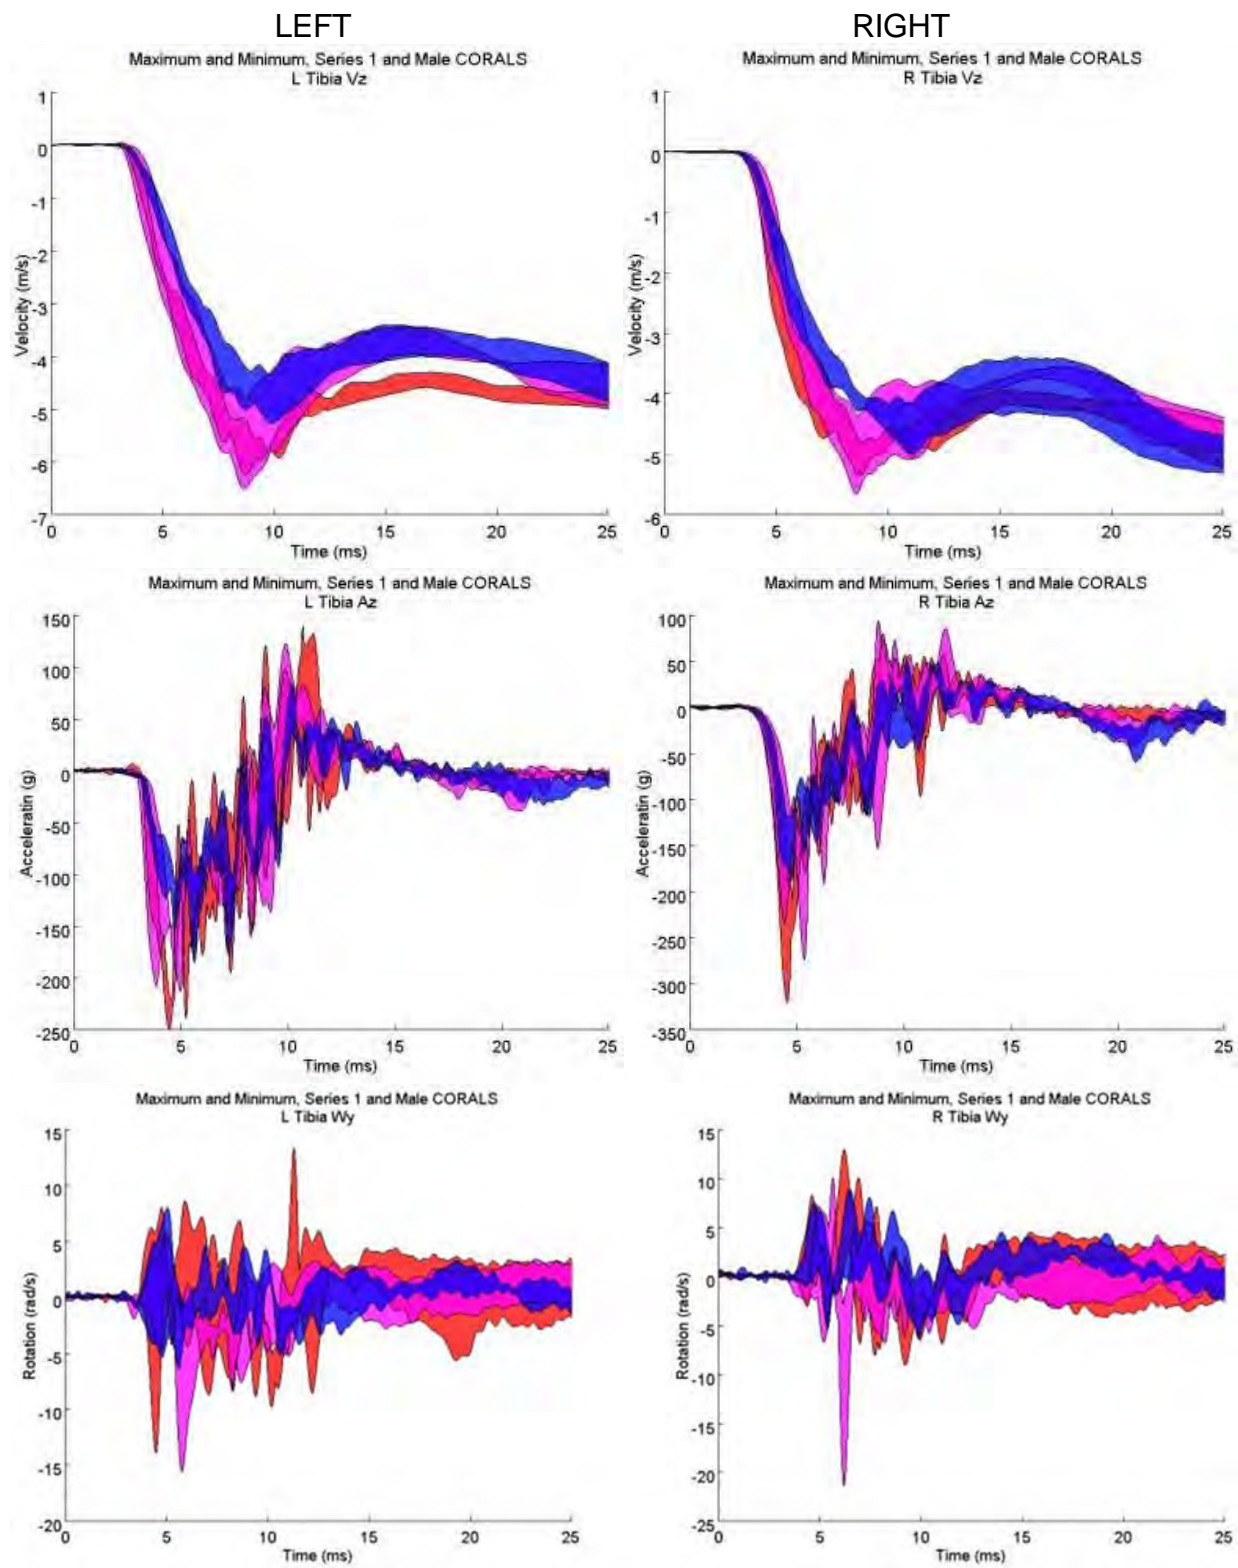 LEFT
RIGHT
Maximum and Minimum, Series 1 and Male CORALS
L Tibia Vz
Maximum and Minimum, Series 1 and Male CORALS
R Tibia Vz
1
0
-1
-2
-3
-4
-5
-6
-7
Velocity (m/s)
0 5 10 15 20 25
Time (ms)
1
0
-1
-2
-3
-4
-5
-6
Velocity (m/s)
0 5 10 15 20 25
Time (ms)
Maximum and Minimum, Series 1 and Male CORALS
L Tibia Az
Maximum and Minimum, Series 1 and Male CORALS
R Tibia Az
150
100
50
0
-50
-100
-150
-200
-250
Acceleratin (g)
0 5 10 15 20 25
Time (ms)
100
50
0
-50
-100
-150
-200
-250
-300
-350
Acceleratin (g)
0 5 10 15 20 25
Time (ms)
Maximum and Minimum, Series 1 and Male CORALS
L Tibia Wy
Maximum and Minimum, Series 1 and Male CORALS
R Tibia Wy
15
10
5
0
-5
-10
-15
-20
Rotation (rad/s)
0 5 10 15 20 25
Time (ms)
15
10
5
0
-5
-10
-15
-20
-25
Rotation (rad/s)
0 5 10 15 20 25
Time (ms)